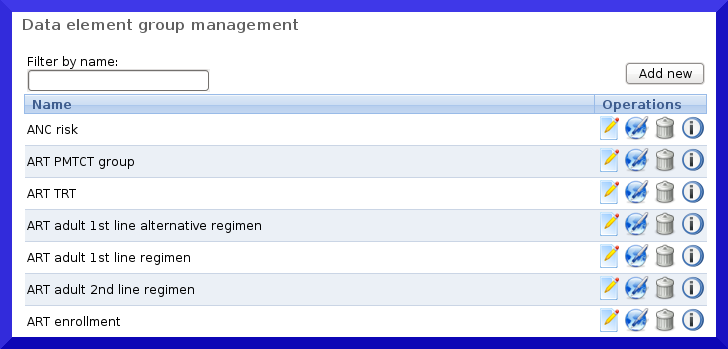 Data element group management
Filter by name:
Add new
Name Operations
ANC risk
ART PMTCT group
ART TRT
ART adult 1st line alternative regimen
ART adult 1st line regimen
ART adult 2nd line regimen
ART enrollment